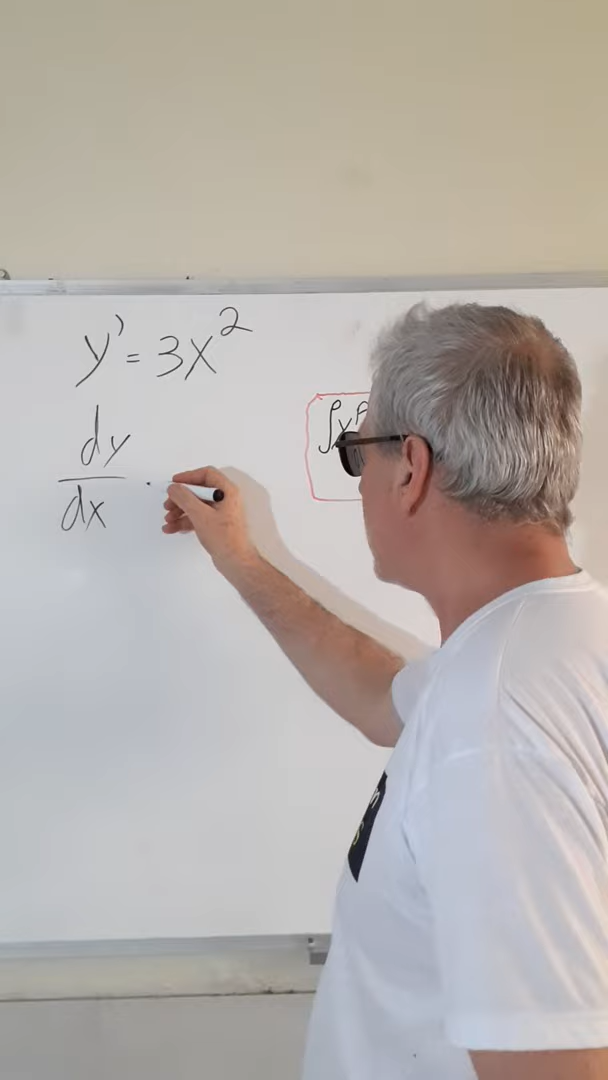 y' = 3x²
dy
dx
∫x